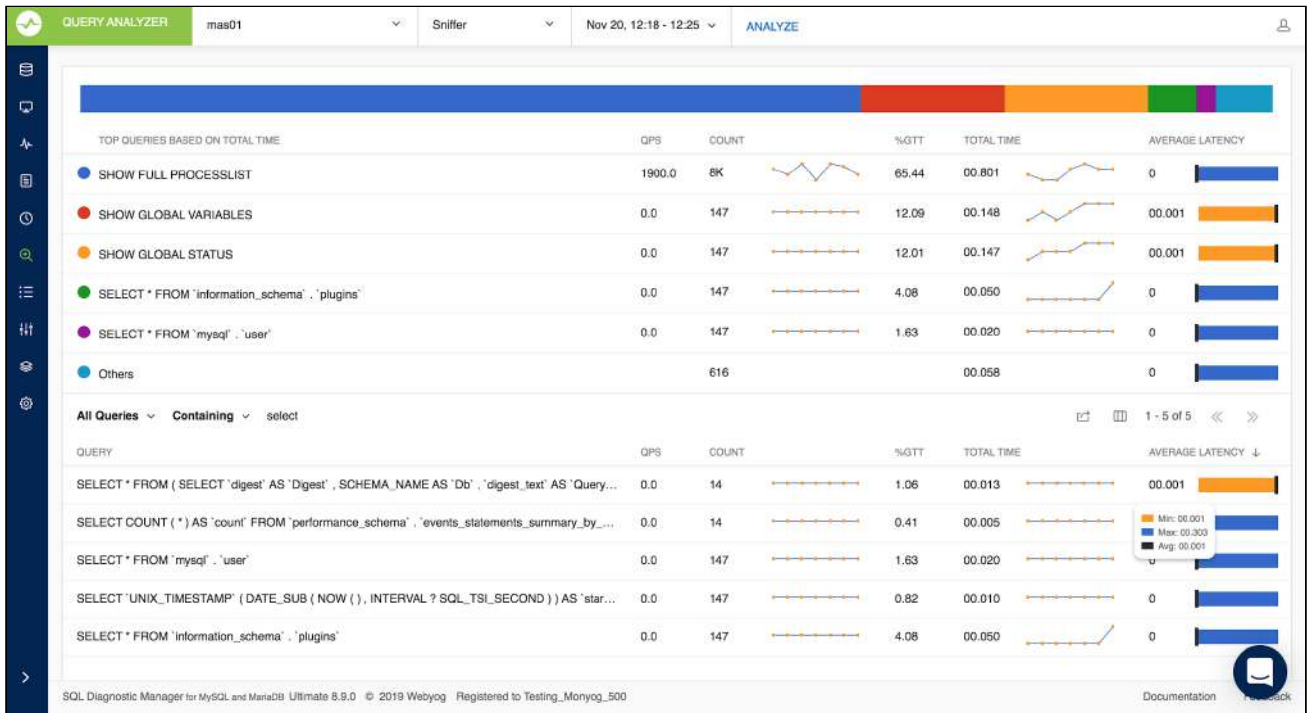 QUERY ANALYZER mas01 Sniffer Nov 20, 12:18 - 12:25 ANALYZE
TOP QUERIES BASED ON TOTAL TIME QPS COUNT %GTT TOTAL TIME AVERAGE LATENCY
SHOW FULL PROCESSLIST 1900.0 8K 65.44 00.801 0
SHOW GLOBAL VARIABLES 0.0 147 12.09 00.148 00.001
SHOW GLOBAL STATUS 0.0 147 12.01 00.147 00.001
SELECT * FROM `information_schema` . `plugins` 0.0 147 4.08 00.050 0
SELECT * FROM `mysql` . `user` 0.0 147 1.63 00.020 0
Others 616 00.058 0
All Queries Containing select 1 - 5 of 5
QUERY QPS COUNT %GTT TOTAL TIME AVERAGE LATENCY
SELECT * FROM ( SELECT `digest` AS `Digest` , SCHEMA_NAME AS `Db` , `digest_text` AS `Query... 0.0 14 1.06 00.013 00.001
SELECT COUNT ( * ) AS `count` FROM `performance_schema` . `events_statements_summary_by_... 0.0 14 0.41 00.005
Min: 00.001
Max: 00.303
Avg: 00.001
SELECT * FROM `mysql` . `user` 0.0 147 1.63 00.020 0
SELECT `UNIX_TIMESTAMP` ( DATE_SUB ( NOW ( ) , INTERVAL ? SQL_TSI_SECOND ) ) AS `star... 0.0 147 0.82 00.010 0
SELECT * FROM `information_schema` . `plugins` 0.0 147 4.08 00.050 0
SQL Diagnostic Manager for MySQL and MariaDB Ultimate 8.9.0 © 2019 Webyog Registered to Testing_Monyog_500 Documentation